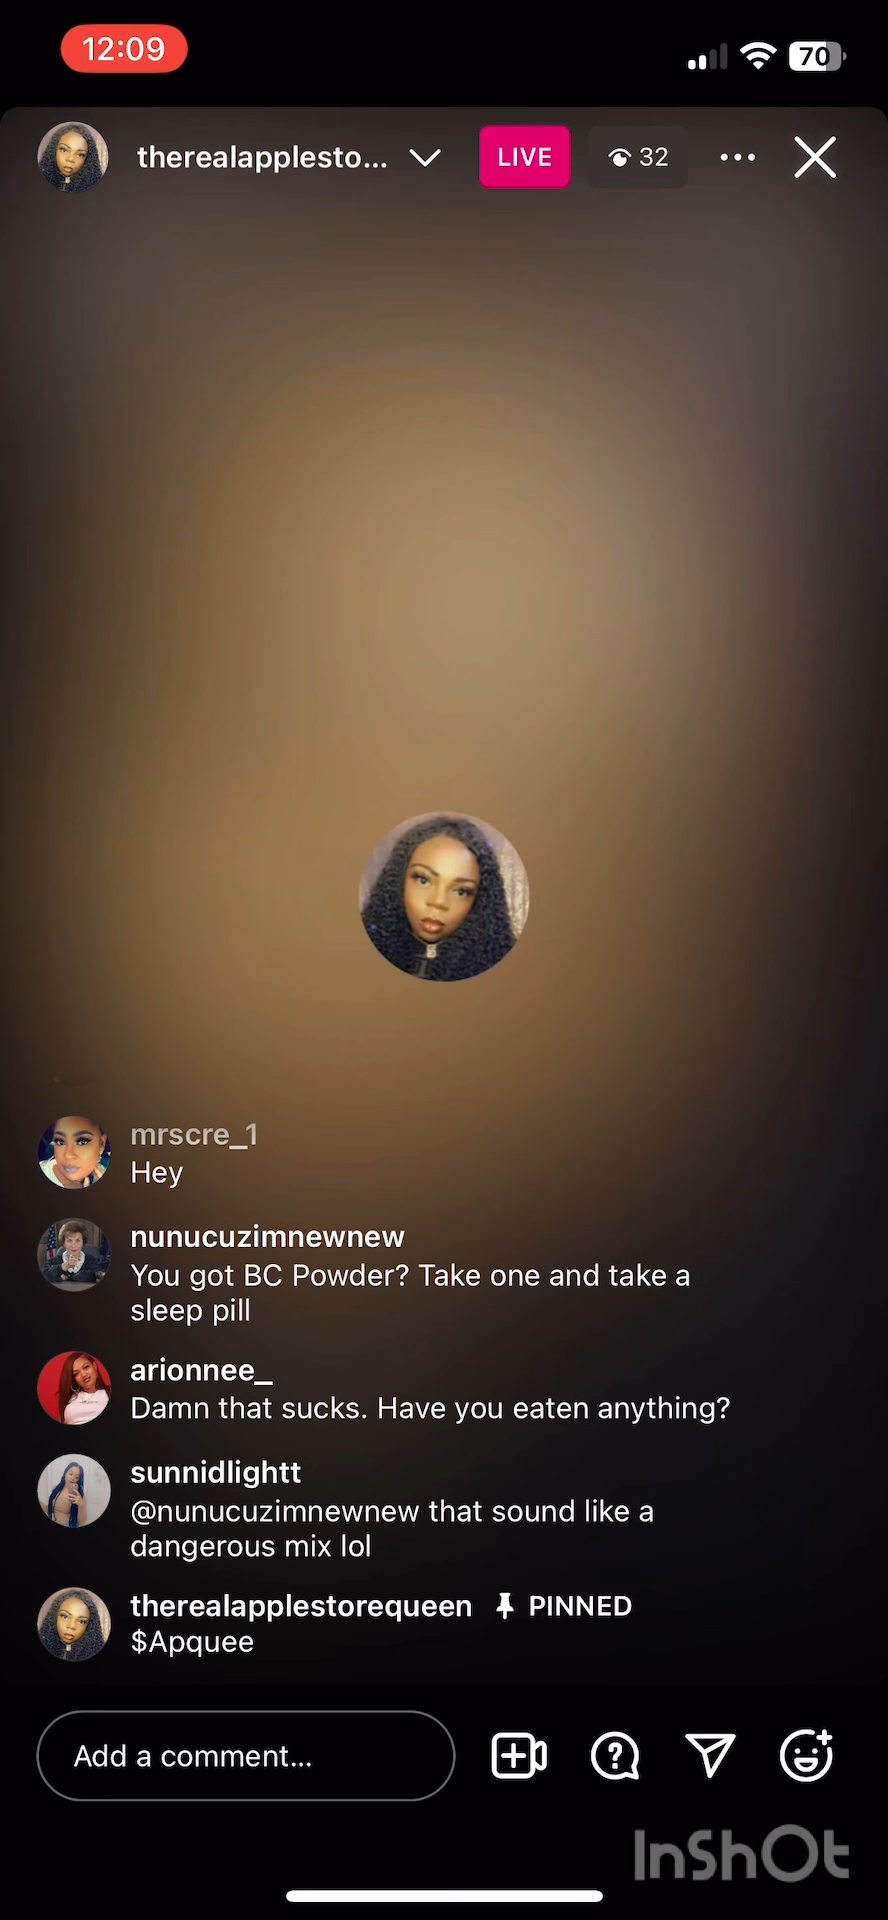 12:09
70
therealapplesto...
LIVE
32
mrscre_1
Hey
nunucuzimnewnew
You got BC Powder? Take one and take a
sleep pill
arionnee_
Damn that sucks. Have you eaten anything?
sunnidlightt
@nunucuzimnewnew that sound like a
dangerous mix lol
therealapplestorequeen PINNED
$Apquee
Add a comment...
InShOt